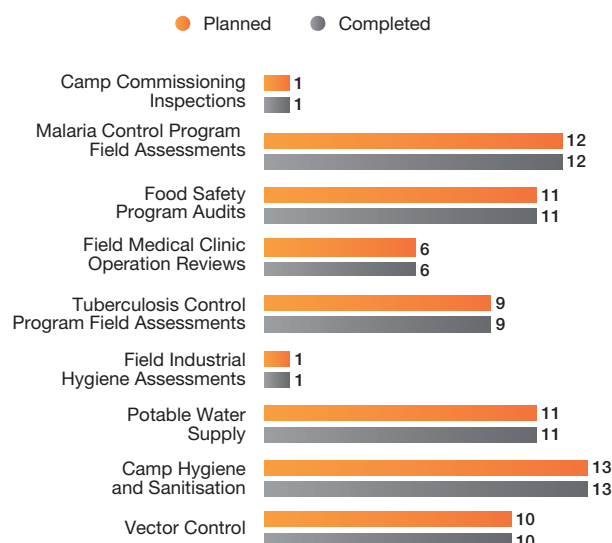 Planned Completed
Camp Commissioning
Inspections
1
1
Malaria Control Program
Field Assessments
12
12
Food Safety
Program Audits
11
11
Field Medical Clinic
Operation Reviews
6
6
Tuberculosis Control
Program Field Assessments
9
9
Field Industrial
Hygiene Assessments
1
1
Potable Water
Supply
11
11
Camp Hygiene
and Sanitisation
13
13
Vector Control
10
10